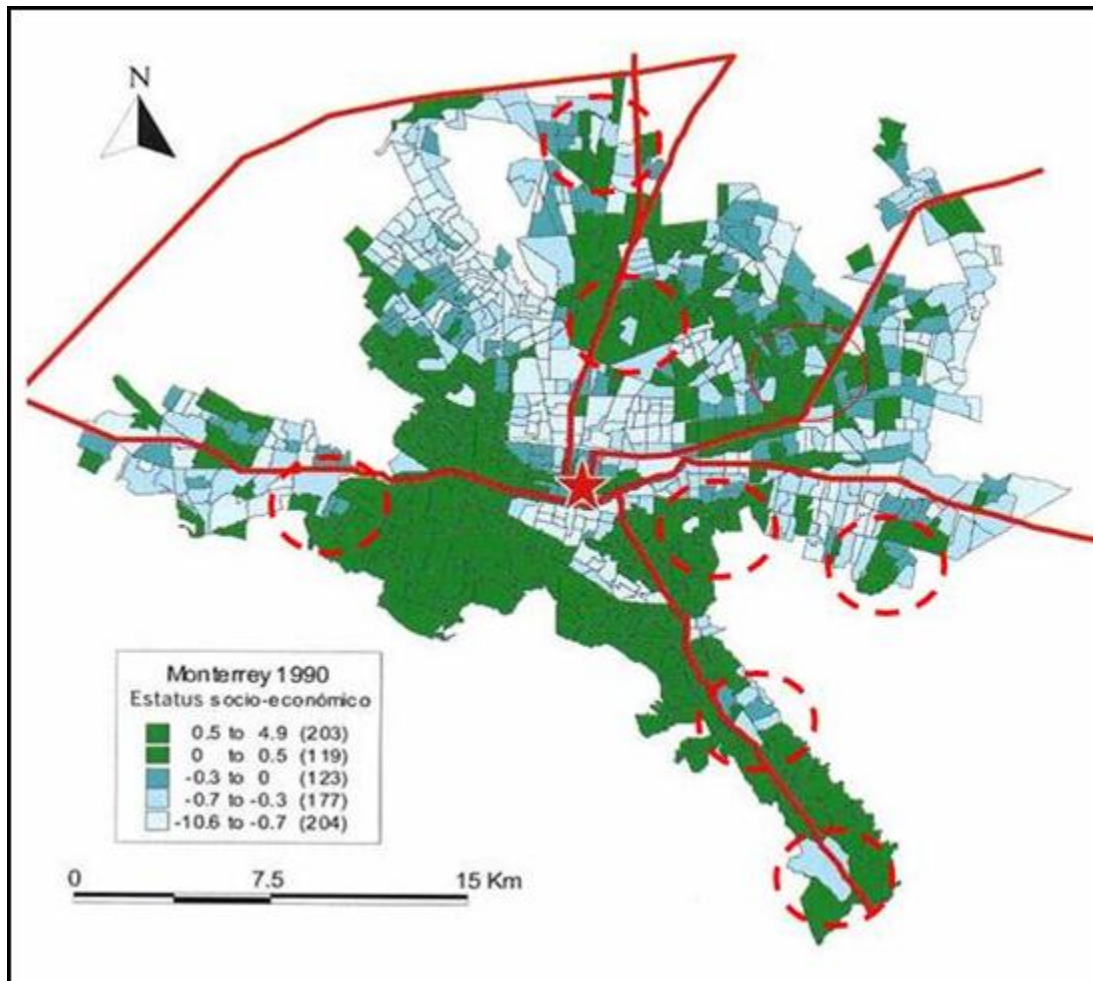 N
Monterrey 1990
Estatus socio-económico
0.5 to 4.9 (203)
0 to 0.5 (119)
-0.3 to 0 (123)
-0.7 to -0.3 (177)
-10.6 to -0.7 (204)
0 7.5 15 Km